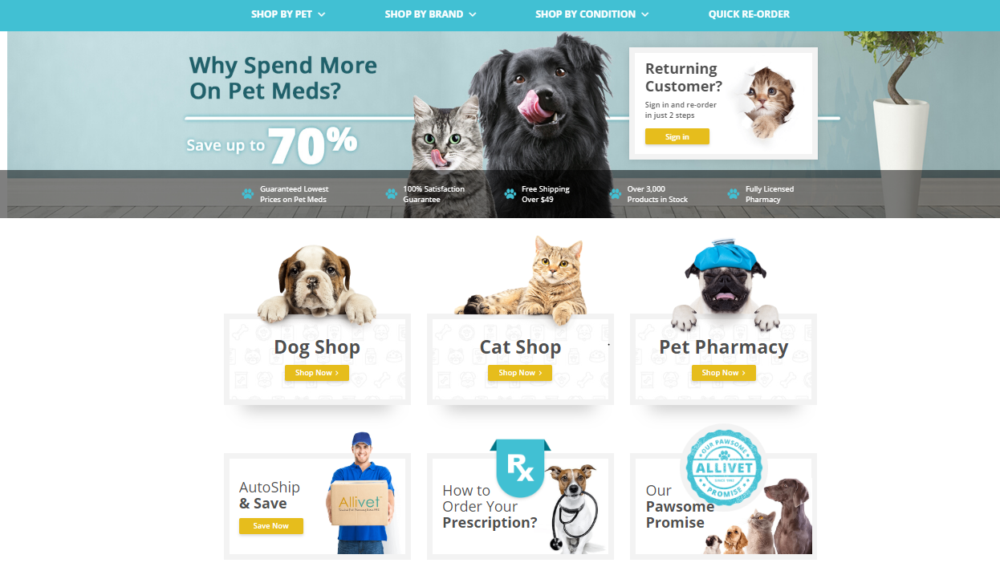 SHOP BY PET
SHOP BY BRAND
SHOP BY CONDITION
QUICK RE-ORDER
Why Spend More
On Pet Meds?
Save up to 70%
Returning
Customer?
Sign in and re-order
in just 2 steps
Sign in
Guaranteed Lowest
Prices on Pet Meds
100% Satisfaction
Guarantee
Free Shipping
Over $49
Over 3,000
Products in Stock
Fully Licensed
Pharmacy
Dog Shop
Shop Now
Cat Shop
Shop Now
Pet Pharmacy
Shop Now
AutoShip
& Save
Save Now
Allivet
Rx
How to
Order Your
Prescription?
OUR PAWSOME
ALLIVET
SINCE 1992
PROMISE
Our
Pawsome
Promise